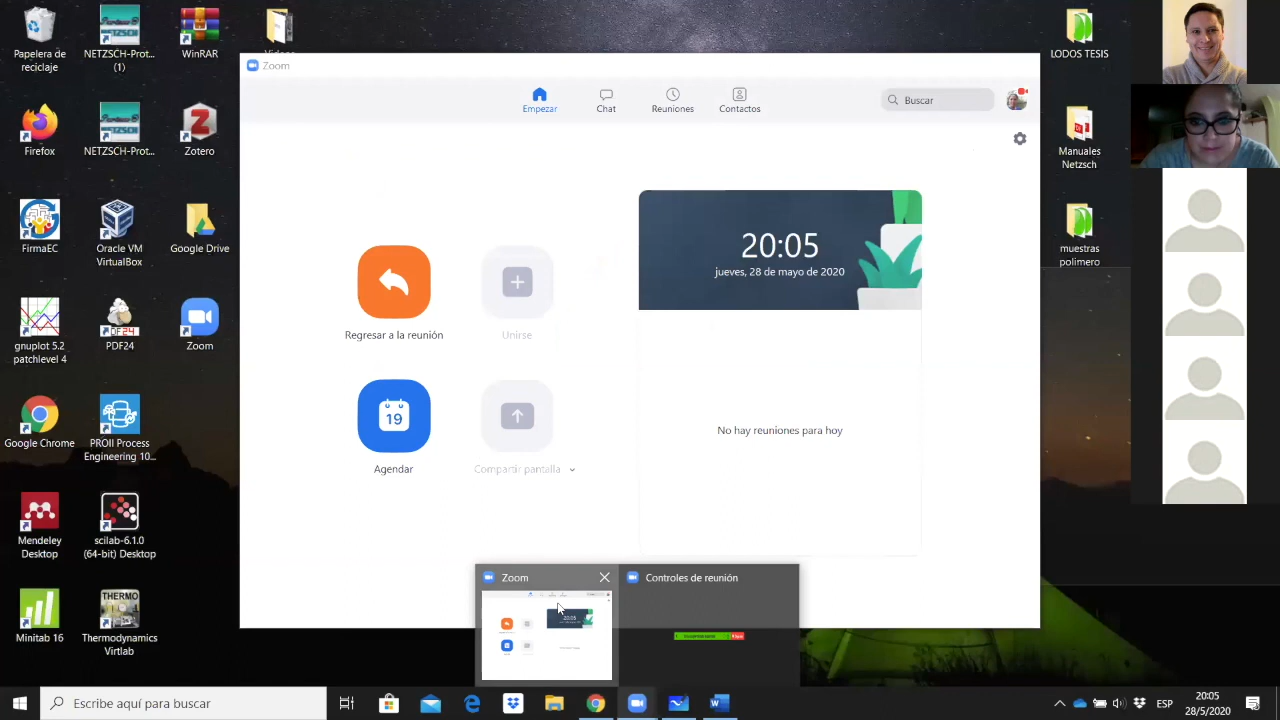 Papelera de
reciclaje
NETZSCH-Prot...
(1)
WinRAR
LODOS TESIS
Firefox
NETZSCH-Prot...
Zotero
Manuales
Netzsch
FirmaEC
Oracle VM
VirtualBox
Google Drive
muestras
polimero
gnuplot 5.2
patchlevel 4
PDF24
Zoom
Google Chrome
PROII Process
Engineering 10...
Mendeley
Desktop
scilab-6.1.0
(64-bit) Desktop
Minitab 16
THERMO
Thermodynamics
Virtlab
Zoom
Empezar
Chat
Reuniones
Contactos
Buscar
20:05
jueves, 28 de mayo de 2020
Regresar a la reunión
Unirse
19
Agendar
Compartir pantalla
No hay reuniones para hoy
Zoom
Controles de reunión
Escribe aquí para buscar
ESP
20:05
28/5/2020